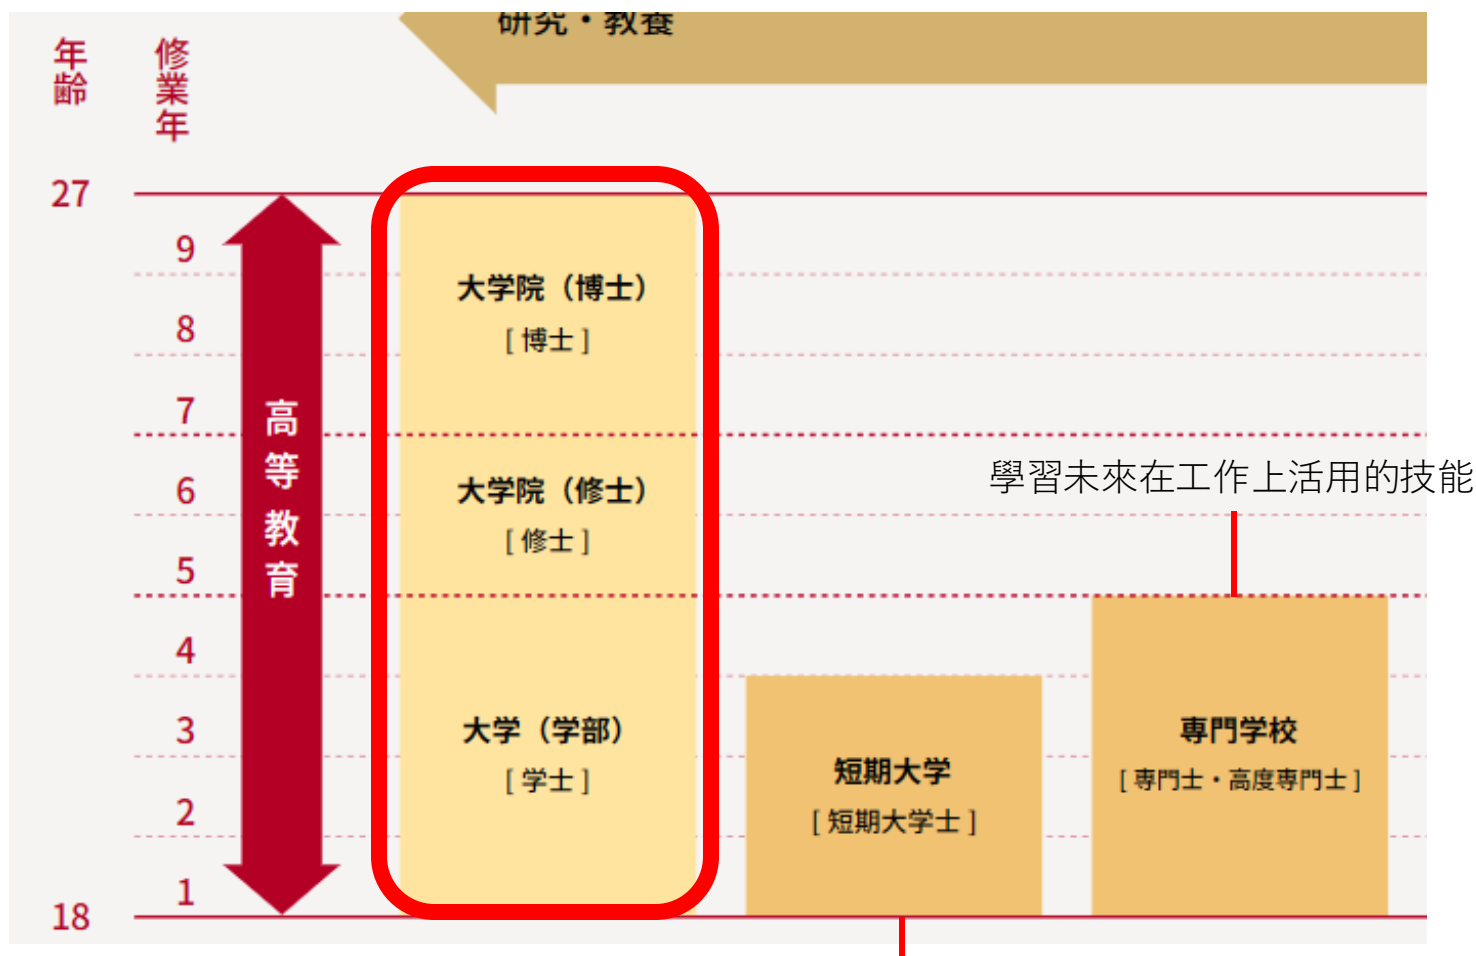 研究・教養
年齢
修業年
27
9
8
7
6
5
4
3
2
1
18
高等教育
大学院（博士）
[ 博士 ]
大学院（修士）
[ 修士 ]
大学（学部）
[ 学士 ]
短期大学
[ 短期大学士 ]
學習未來在工作上活用的技能
専門学校
[ 専門士・高度専門士 ]